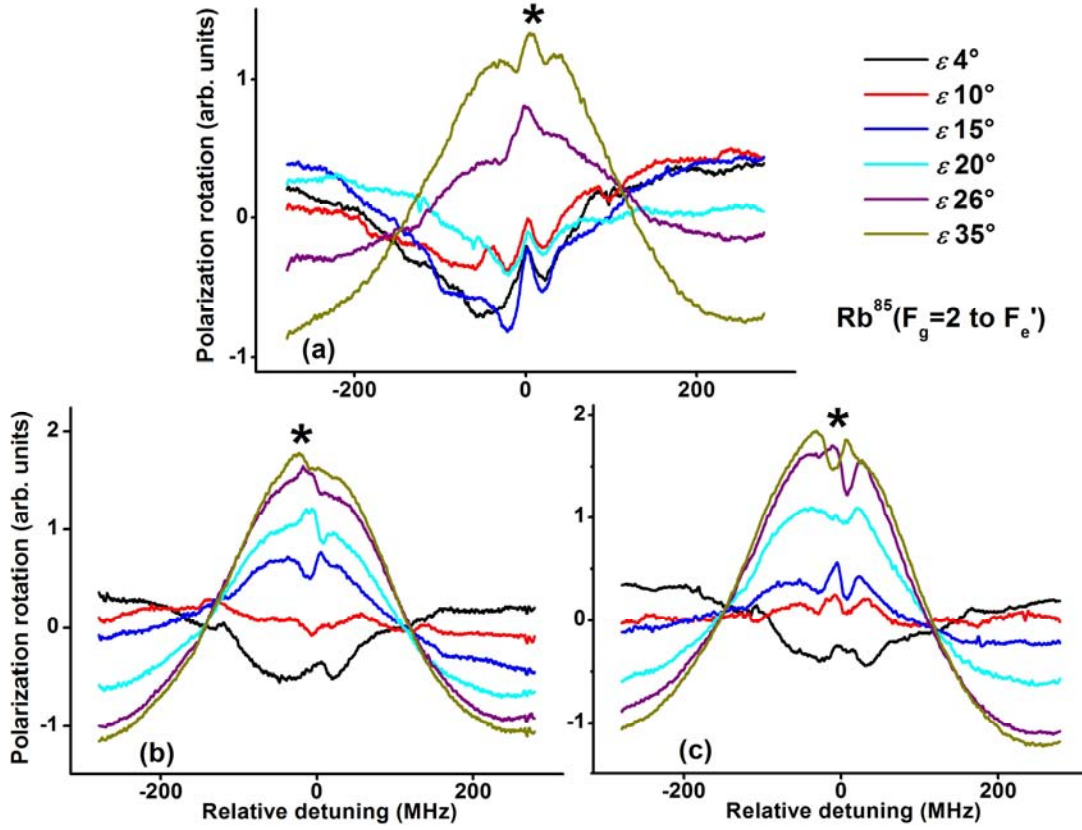 *
Polarization rotation (arb. units)
1
0
-1
(a)
-200
0
200
ε 4°
ε 10°
ε 15°
ε 20°
ε 26°
ε 35°
Rb⁸⁵(F_g=2 to F_e')
*
Polarization rotation (arb. units)
2
1
0
-1
(b)
-200
0
200
Relative detuning (MHz)
*
2
1
0
-1
(c)
-200
0
200
Relative detuning (MHz)